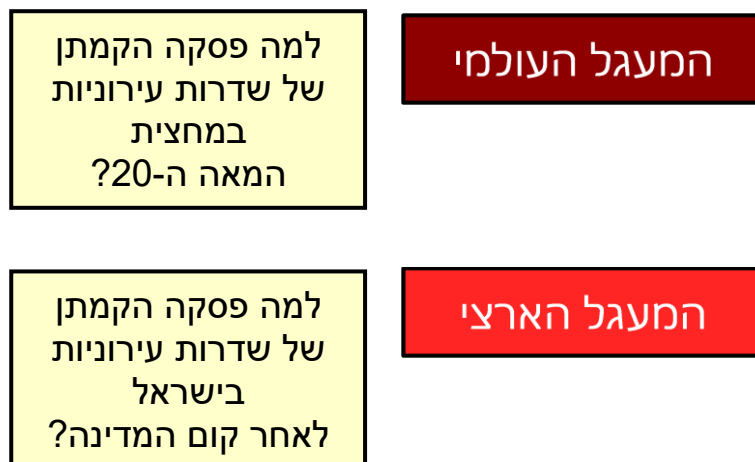 המעגל העולמי
למה פסקה הקמתן
של שדרות עירוניות
במחצית
המאה ה-20?
המעגל הארצי
למה פסקה הקמתן
של שדרות עירוניות
בישראל
לאחר קום המדינה?